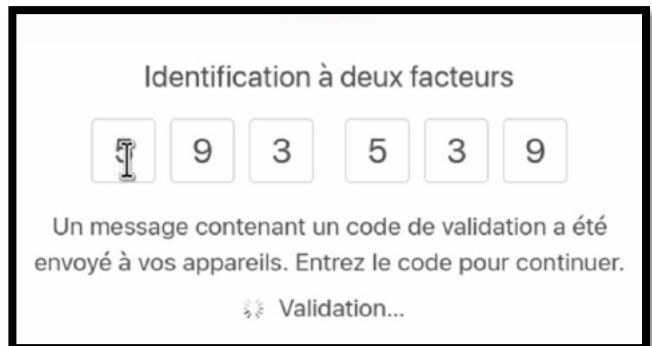 Identification à deux facteurs
5 9 3 5 3 9
Un message contenant un code de validation a été
envoyé à vos appareils. Entrez le code pour continuer.
Validation...